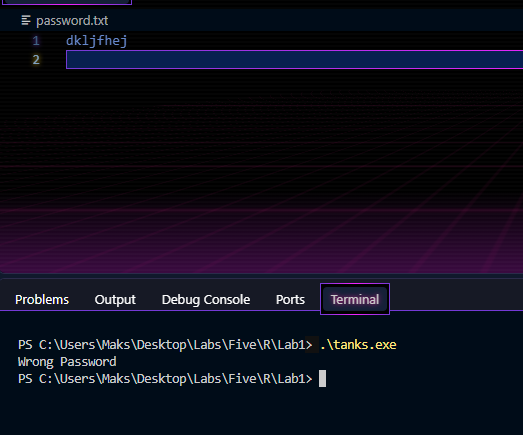 password.txt
1 dkljfhej
2
Problems Output Debug Console Ports Terminal
PS C:\Users\Maks\Desktop\Labs\Five\R\Lab1> .\tanks.exe
Wrong Password
PS C:\Users\Maks\Desktop\Labs\Five\R\Lab1>